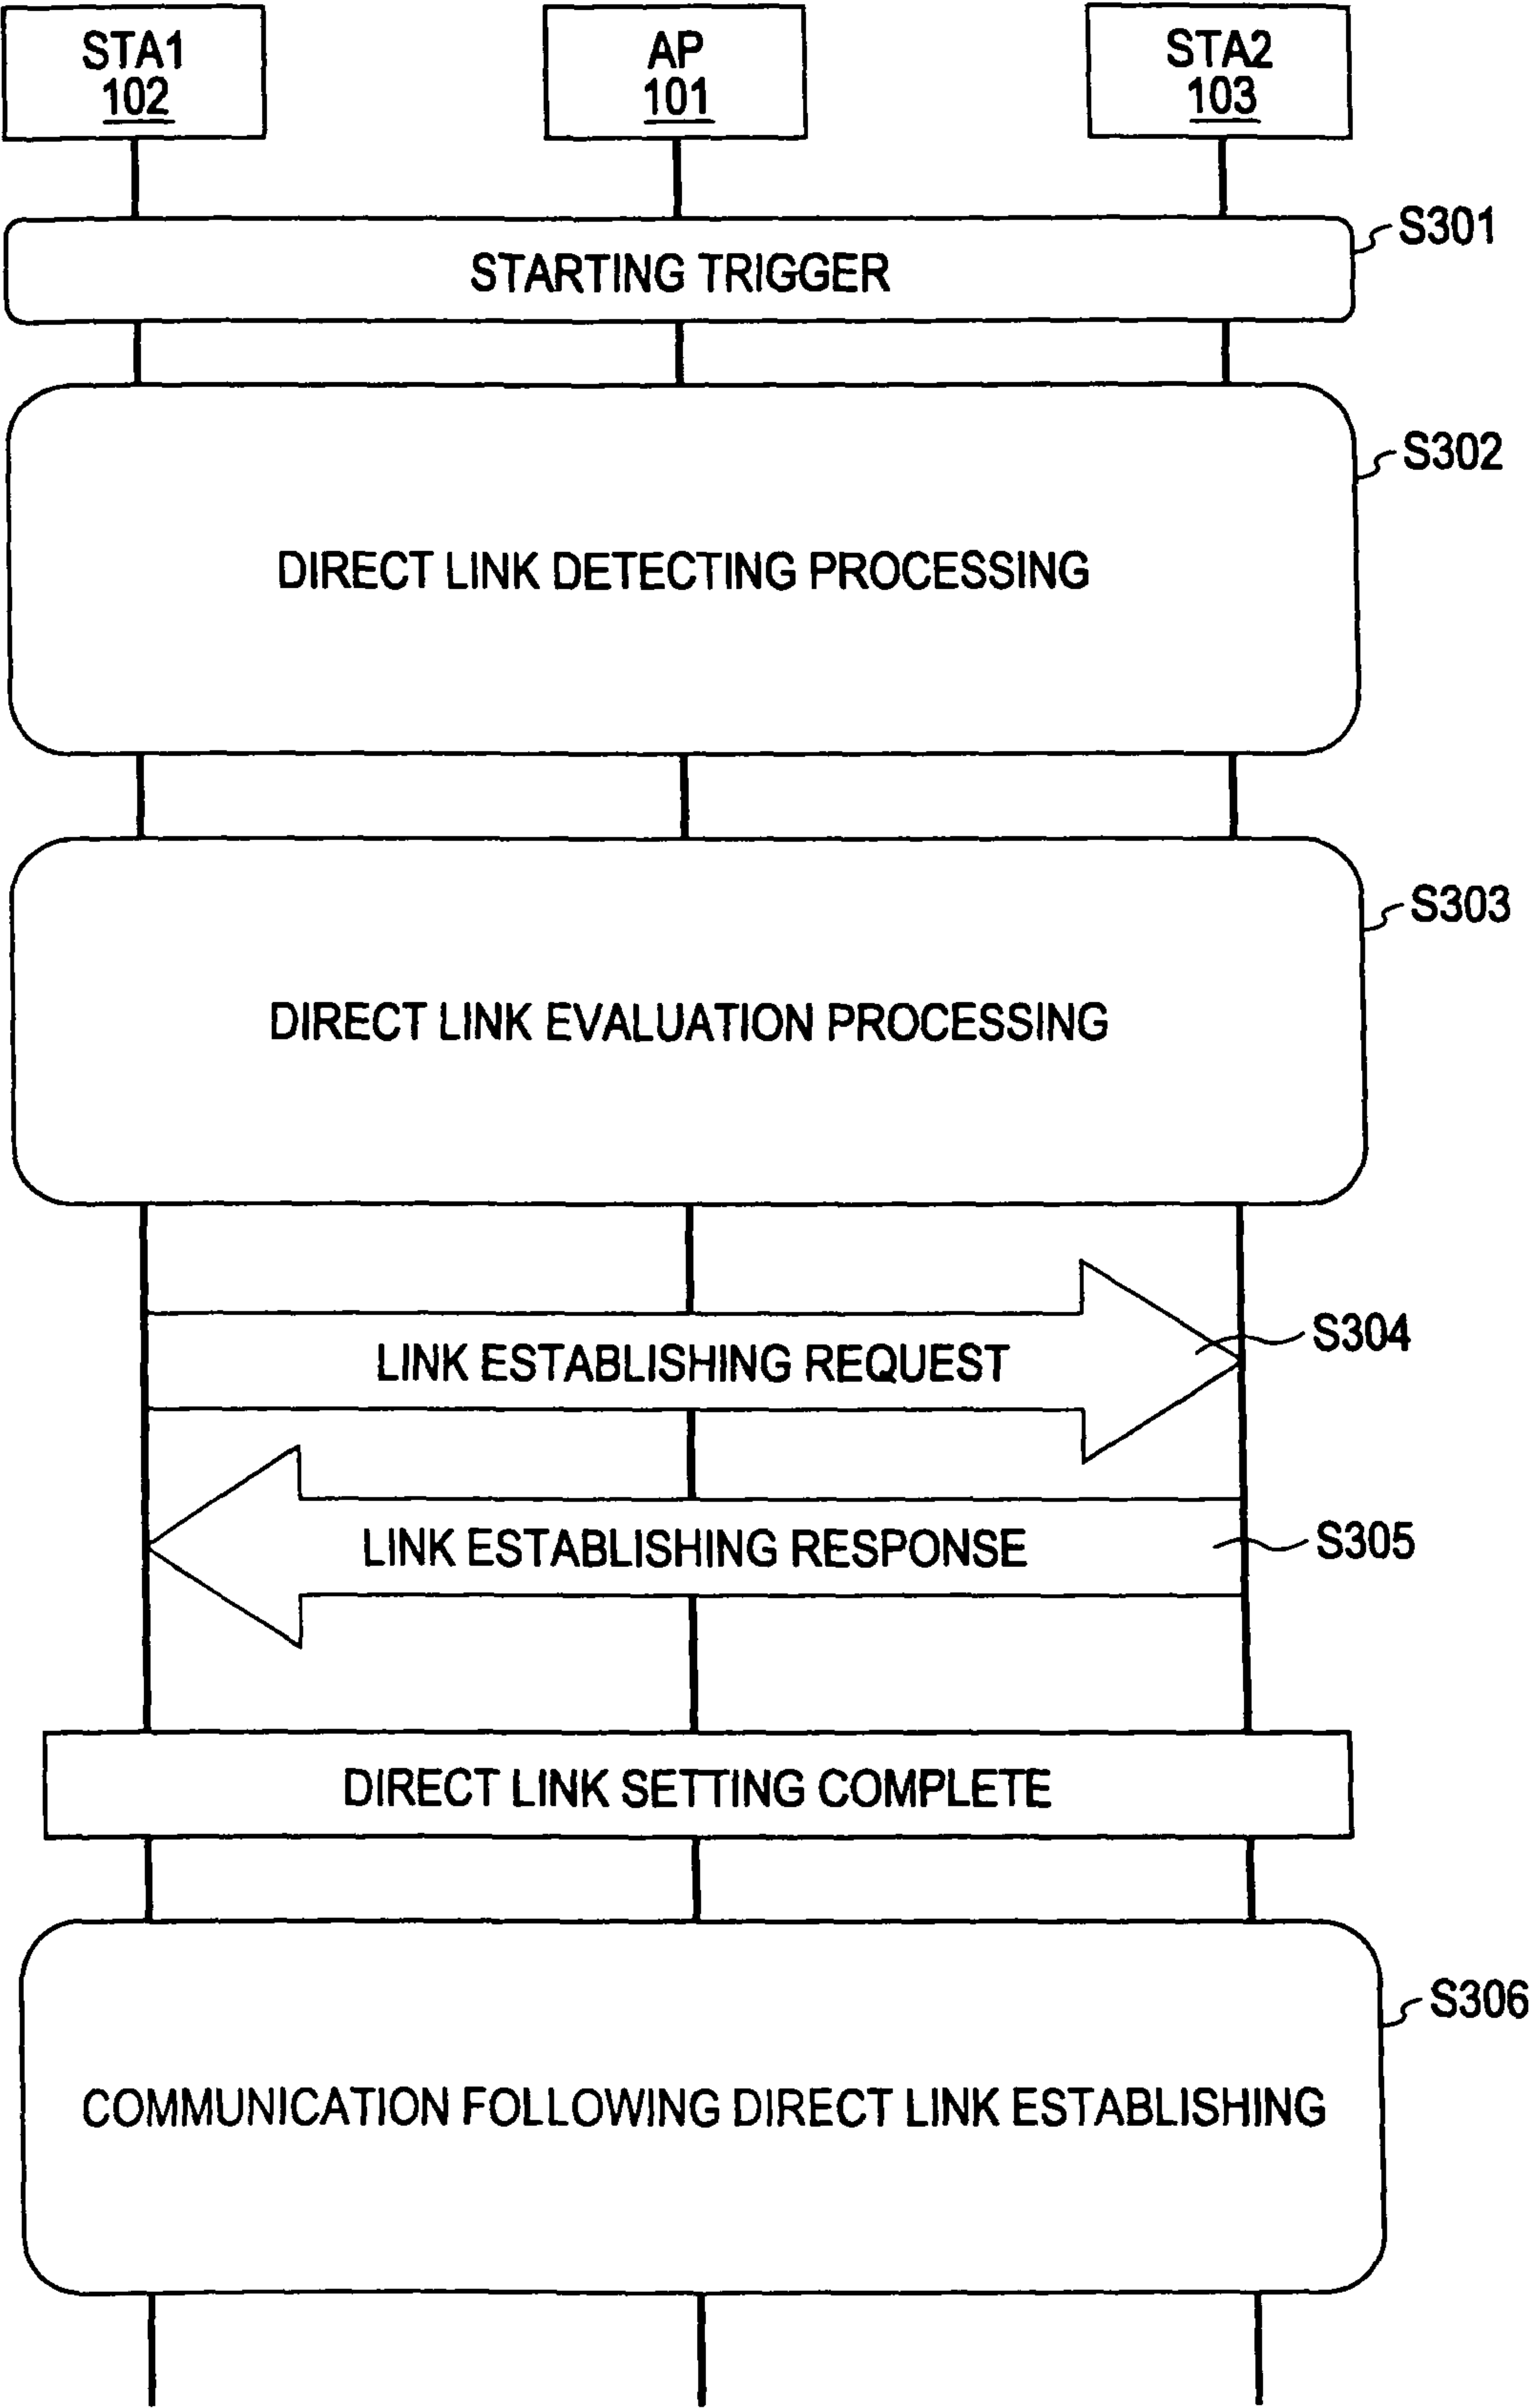 STA1
102
AP
101
STA2
103
S301
STARTING TRIGGER
S302
DIRECT LINK DETECTING PROCESSING
S303
DIRECT LINK EVALUATION PROCESSING
S304
LINK ESTABLISHING REQUEST
LINK ESTABLISHING RESPONSE
S305
DIRECT LINK SETTING COMPLETE
S306
COMMUNICATION FOLLOWING DIRECT LINK ESTABLISHING